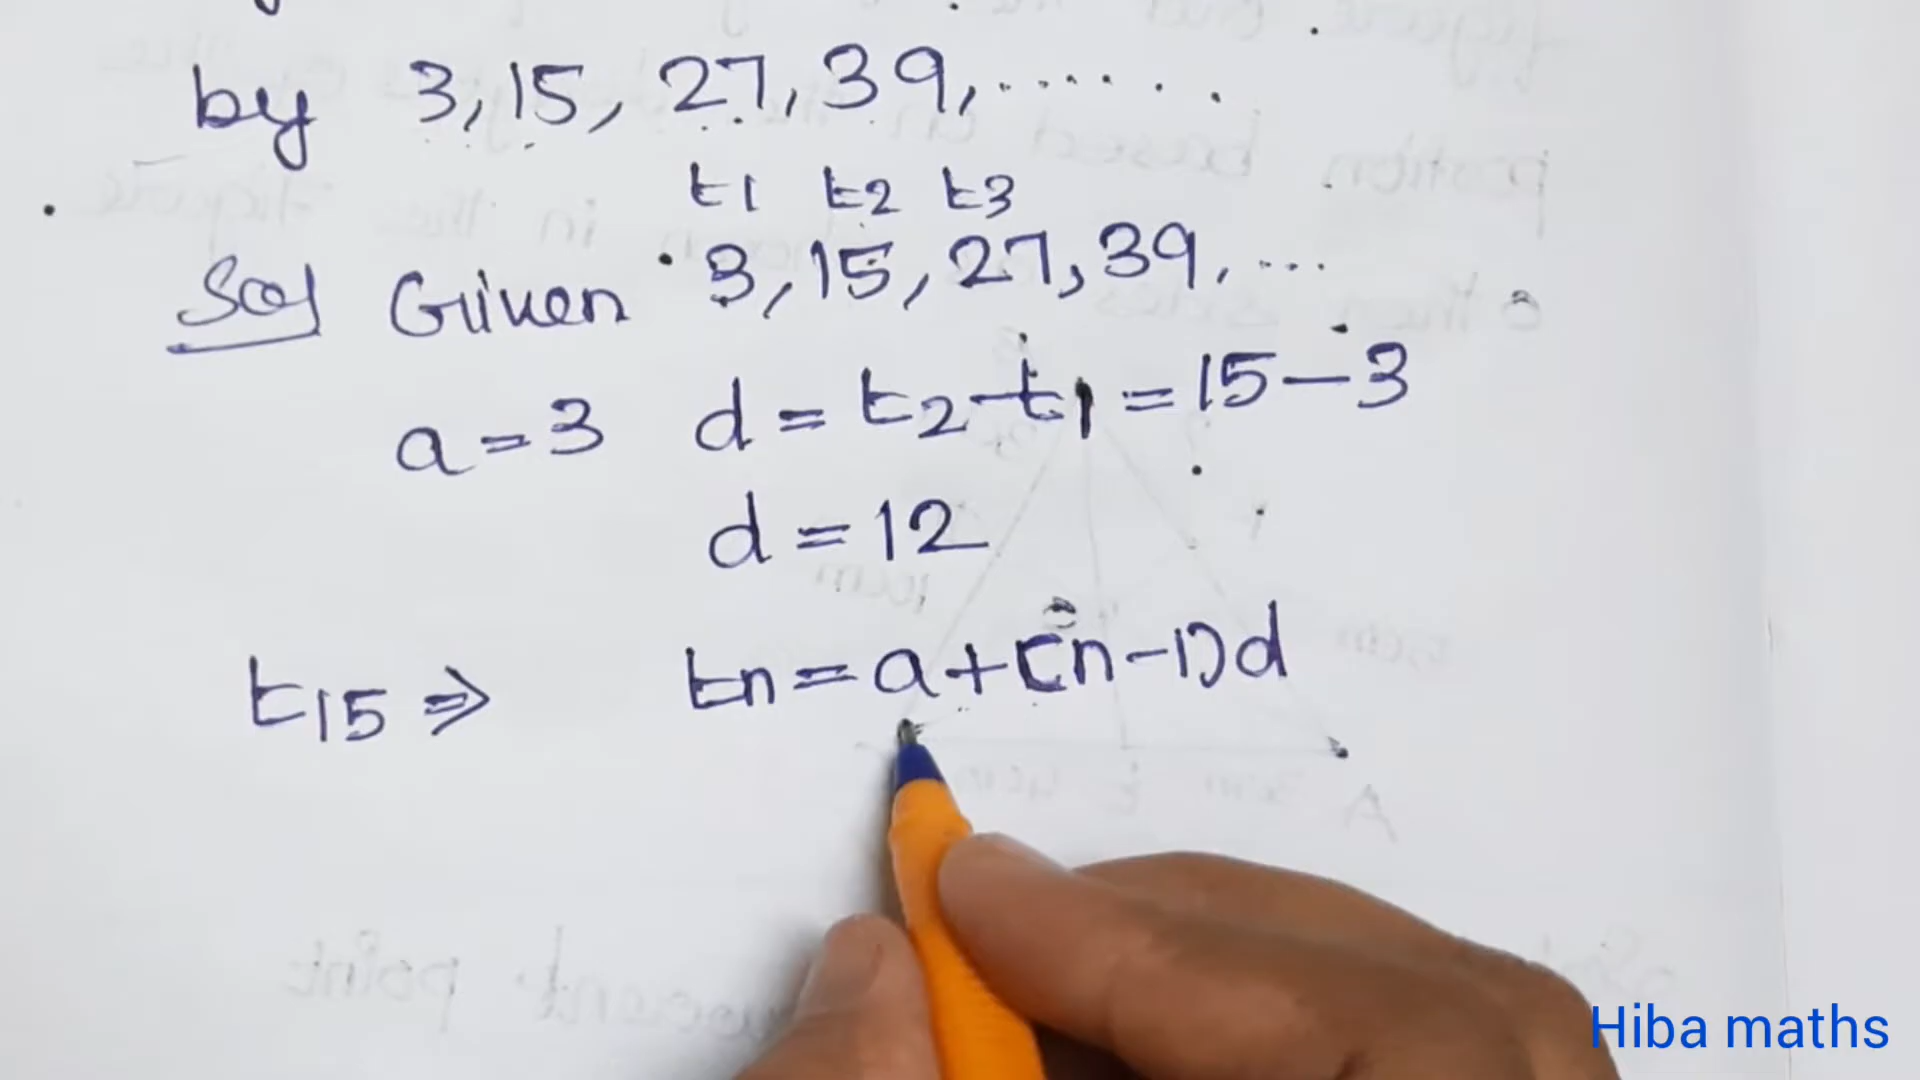 by 3, 15, 27, 39, ......
t1 t2 t3
Sol Given 3, 15, 27, 39, ...
a = 3 d = t2 - t1 = 15 - 3
d = 12
t15 ⇒ tn = a + (n - 1) d
Hiba maths